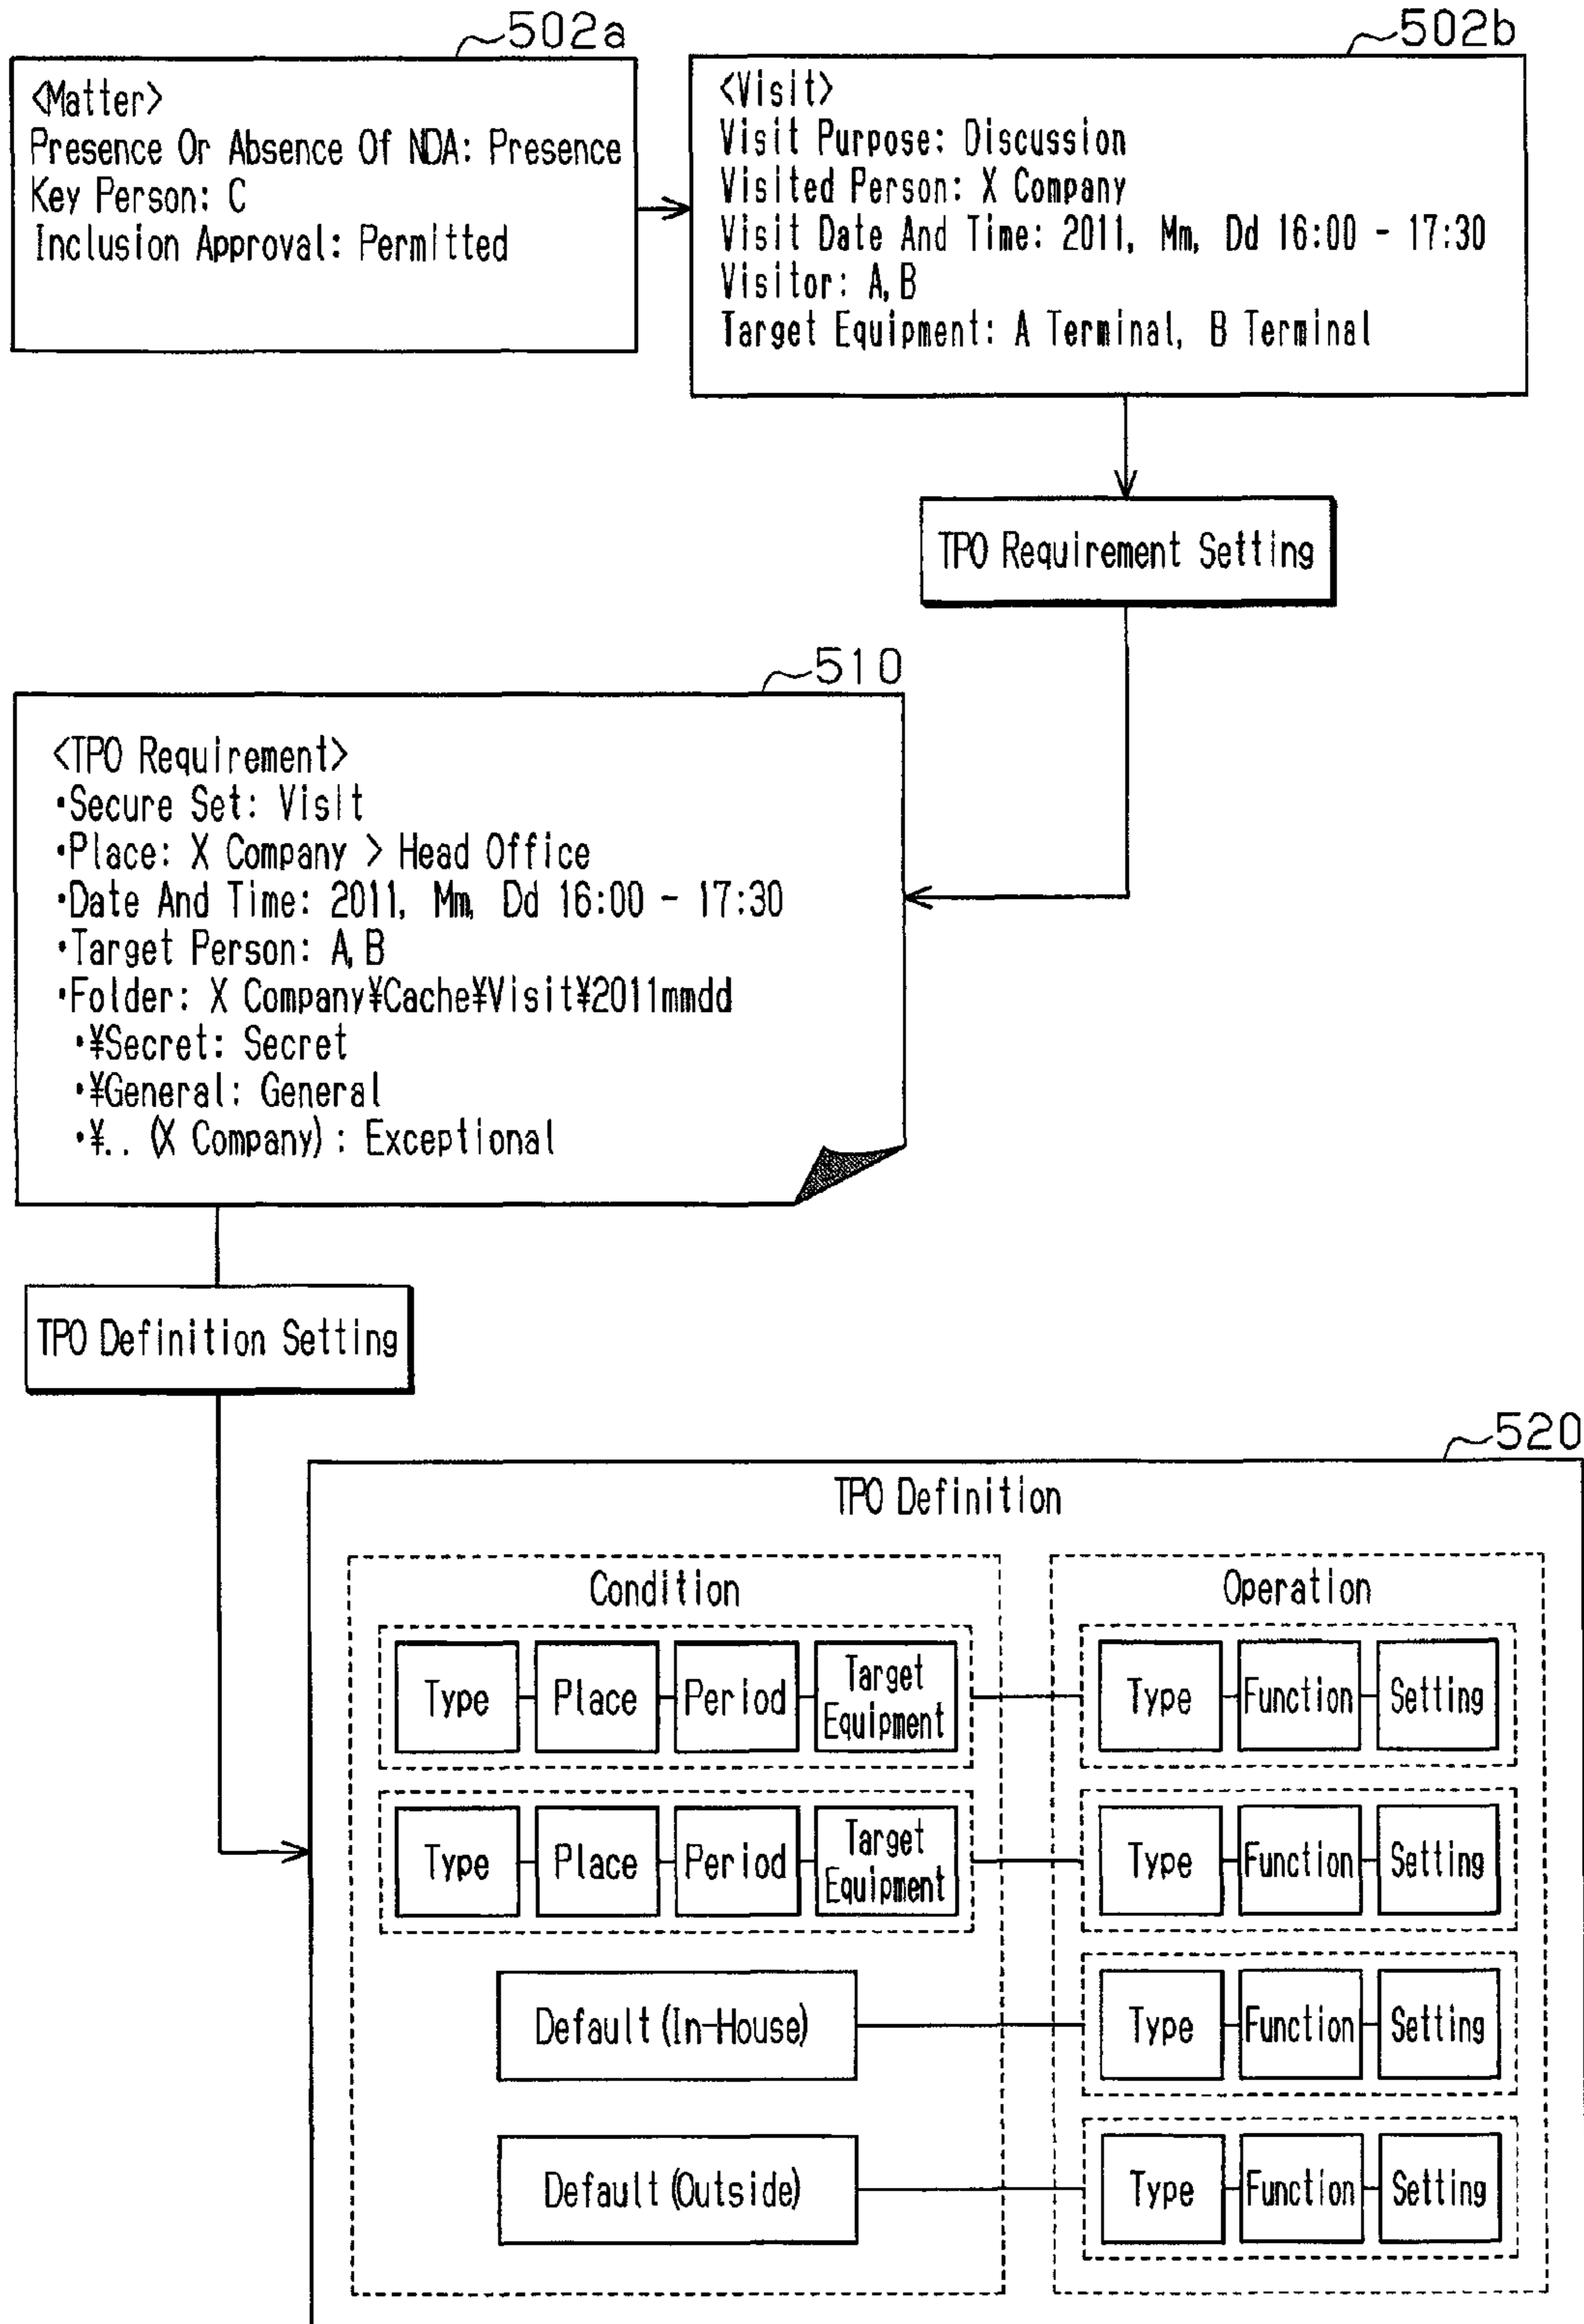 502a
<Matter>
Presence Or Absence Of NDA: Presence
Key Person: C
Inclusion Approval: Permitted
502b
<Visit>
Visit Purpose: Discussion
Visited Person: X Company
Visit Date And Time: 2011, Mm, Dd 16:00 - 17:30
Visitor: A, B
Target Equipment: A Terminal, B Terminal
TPO Requirement Setting
510
<TPO Requirement>
・Secure Set: Visit
・Place: X Company > Head Office
・Date And Time: 2011, Mm, Dd 16:00 - 17:30
・Target Person: A, B
・Folder: X Company¥Cache¥Visit¥2011mmdd
・¥Secret: Secret
・¥General: General
・¥.. (X Company) : Exceptional
TPO Definition Setting
520
TPO Definition
Condition
Operation
Type Place Period Target
Equipment
Type Function Setting
Type Place Period Target
Equipment
Type Function Setting
Default (In-House)
Type Function Setting
Default (Outside)
Type Function Setting